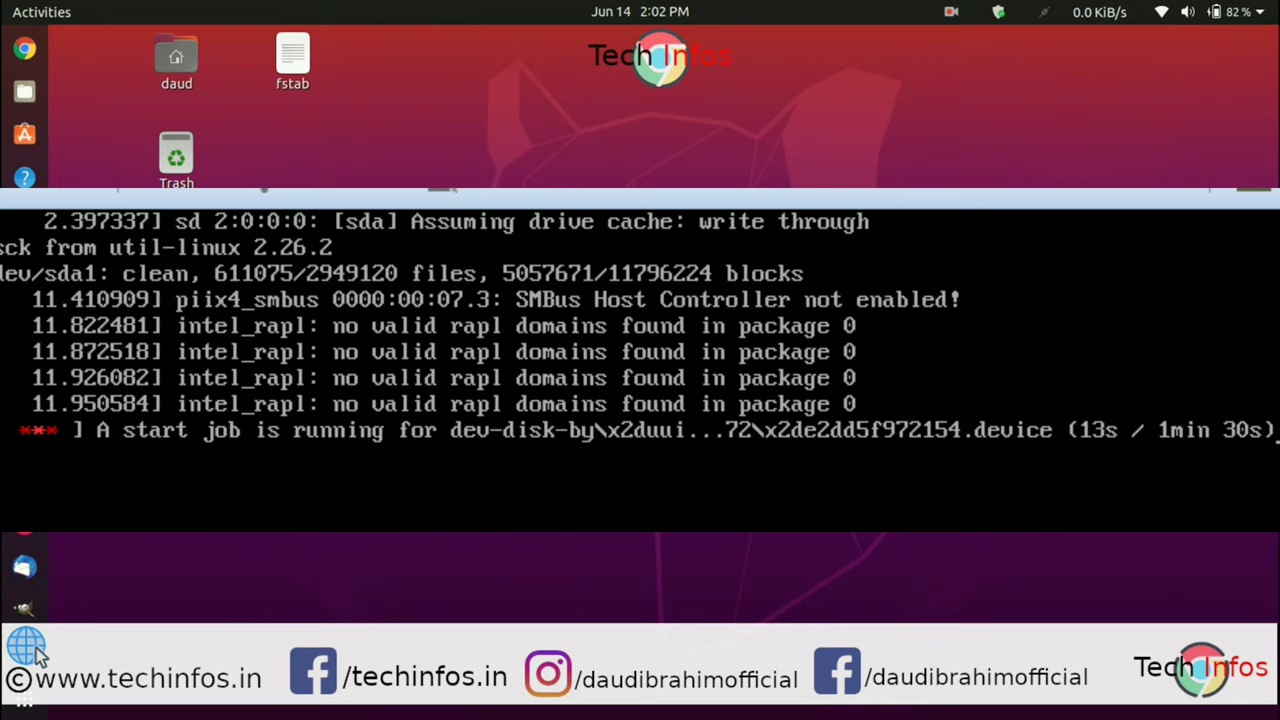 Activities
Jun 14 2:02 PM
0.0 KiB/s
82 %
Tech Infos
daud
fstab
Trash
2.397337] sd 2:0:0:0: [sda] Assuming drive cache: write through
sck from util-linux 2.26.2
dev/sda1: clean, 611075/2949120 files, 5057671/11796224 blocks
11.410909] piix4_smbus 0000:00:07.3: SMBus Host Controller not enabled!
11.822481] intel_rapl: no valid rapl domains found in package 0
11.872518] intel_rapl: no valid rapl domains found in package 0
11.926082] intel_rapl: no valid rapl domains found in package 0
11.950584] intel_rapl: no valid rapl domains found in package 0
*** ] A start job is running for dev-disk-by\x2duui...72\x2de2dd5f972154.device (13s / 1min 30s)
©www.techinfos.in
/techinfos.in
/daudibrahimofficial
/daudibrahimofficial
Tech Infos